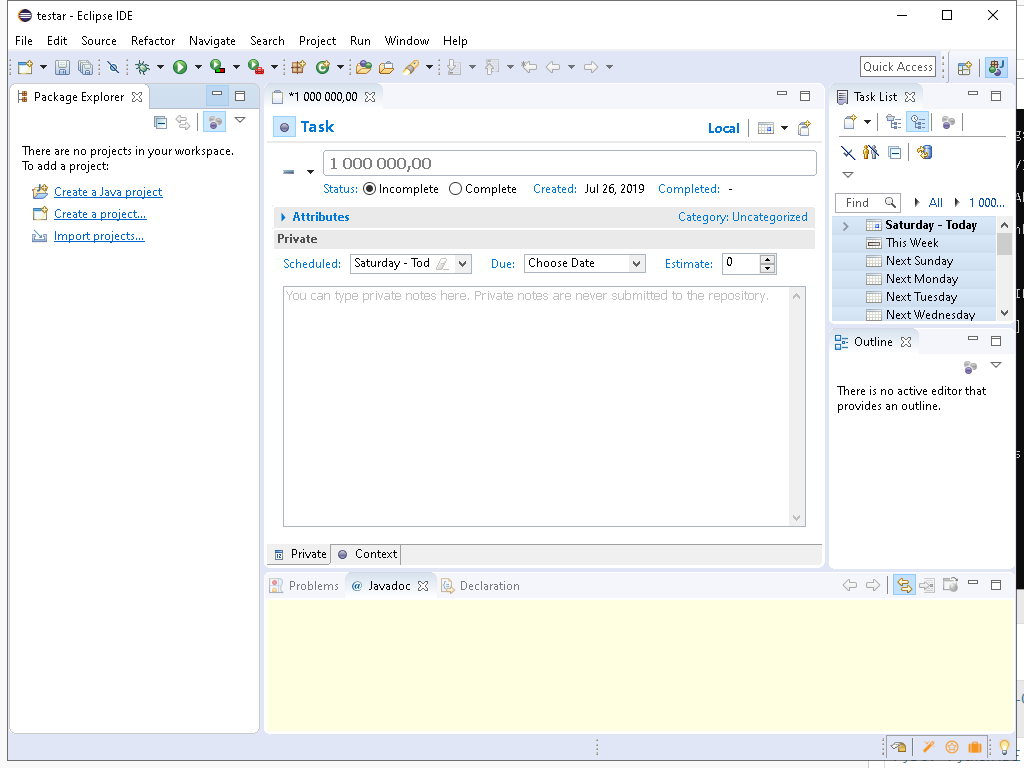 testar - Eclipse IDE
File Edit Source Refactor Navigate Search Project Run Window Help
Quick Access
Package Explorer
There are no projects in your workspace.
To add a project:
Create a Java project
Create a project...
Import projects...
*1 000 000,00
Task
Local
1 000 000,00
Status: Incomplete Complete Created: Jul 26, 2019 Completed: -
Attributes Category: Uncategorized
Private
Scheduled: Saturday - Tod Due: Choose Date Estimate: 0
You can type private notes here. Private notes are never submitted to the repository.
Private Context
Problems @ Javadoc Declaration
Task List
Find All 1 000...
Saturday - Today
This Week
Next Sunday
Next Monday
Next Tuesday
Next Wednesday
Outline
There is no active editor that
provides an outline.